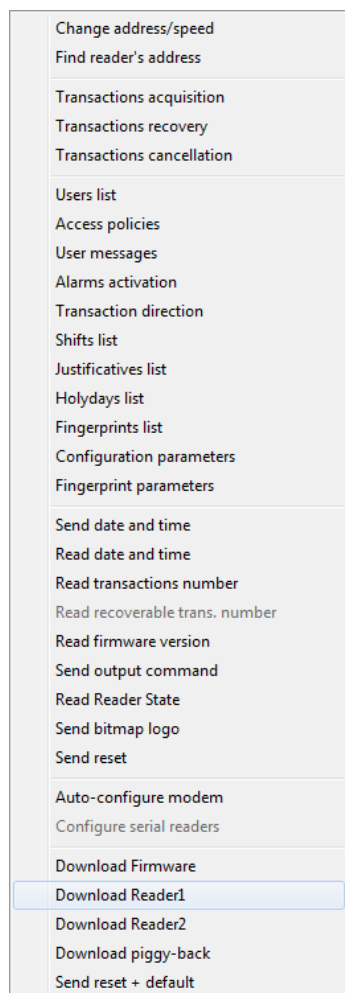 Change address/speed
Find reader's address
Transactions acquisition
Transactions recovery
Transactions cancellation
Users list
Access policies
User messages
Alarms activation
Transaction direction
Shifts list
Justificatives list
Holydays list
Fingerprints list
Configuration parameters
Fingerprint parameters
Send date and time
Read date and time
Read transactions number
Read recoverable trans. number
Read firmware version
Send output command
Read Reader State
Send bitmap logo
Send reset
Auto-configure modem
Configure serial readers
Download Firmware
Download Reader1
Download Reader2
Download piggy-back
Send reset + default